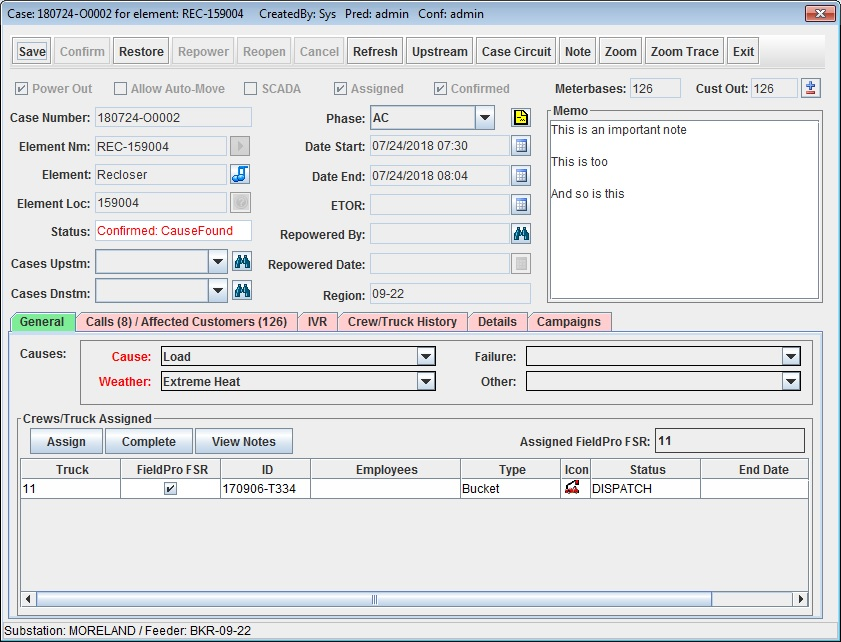 Case: 180724-O0002 for element: REC-159004 CreatedBy: Sys Pred: admin Conf: admin
Save Confirm Restore Repower Reopen Cancel Refresh Upstream Case Circuit Note Zoom Zoom Trace Exit
Power Out Allow Auto-Move SCADA Assigned Confirmed Meterbases: 126 Cust Out: 126
Case Number: 180724-O0002 Phase: AC
Element Nm: REC-159004 Date Start: 07/24/2018 07:30
Element: Recloser Date End: 07/24/2018 08:04
Element Loc: 159004 ETOR:
Status: Confirmed: CauseFound Repowered By:
Cases Upstm: Repowered Date:
Cases Dnstm: Region: 09-22
Memo
This is an important note
This is too
And so is this
General Calls (8) / Affected Customers (126) IVR Crew/Truck History Details Campaigns
Causes: Cause: Load Failure:
Weather: Extreme Heat Other:
Crews/Truck Assigned
Assign Complete View Notes Assigned FieldPro FSR: 11
Truck FieldPro FSR ID Employees Type Icon Status End Date
11 170906-T334 Bucket DISPATCH
Substation: MORELAND / Feeder: BKR-09-22